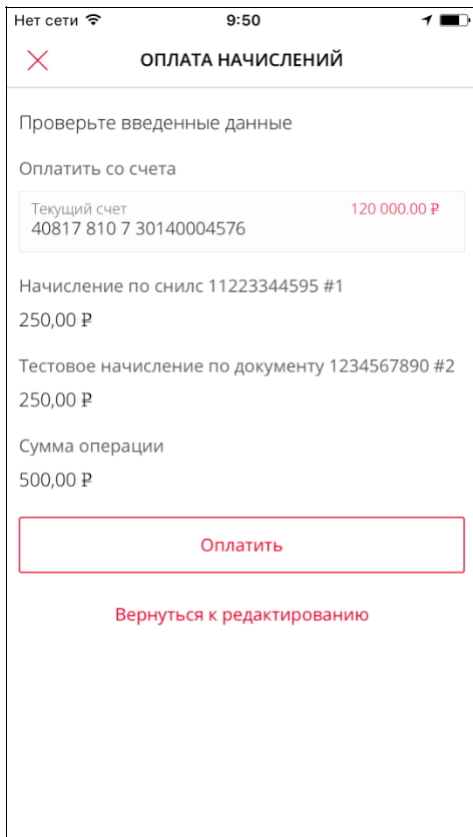 Нет сети 9:50
ОПЛАТА НАЧИСЛЕНИЙ
Проверьте введенные данные
Оплатить со счета
Текущий счет 120 000.00 ₽
40817 810 7 30140004576
Начисление по снилс 11223344595 #1
250,00 ₽
Тестовое начисление по документу 1234567890 #2
250,00 ₽
Сумма операции
500,00 ₽
Оплатить
Вернуться к редактированию